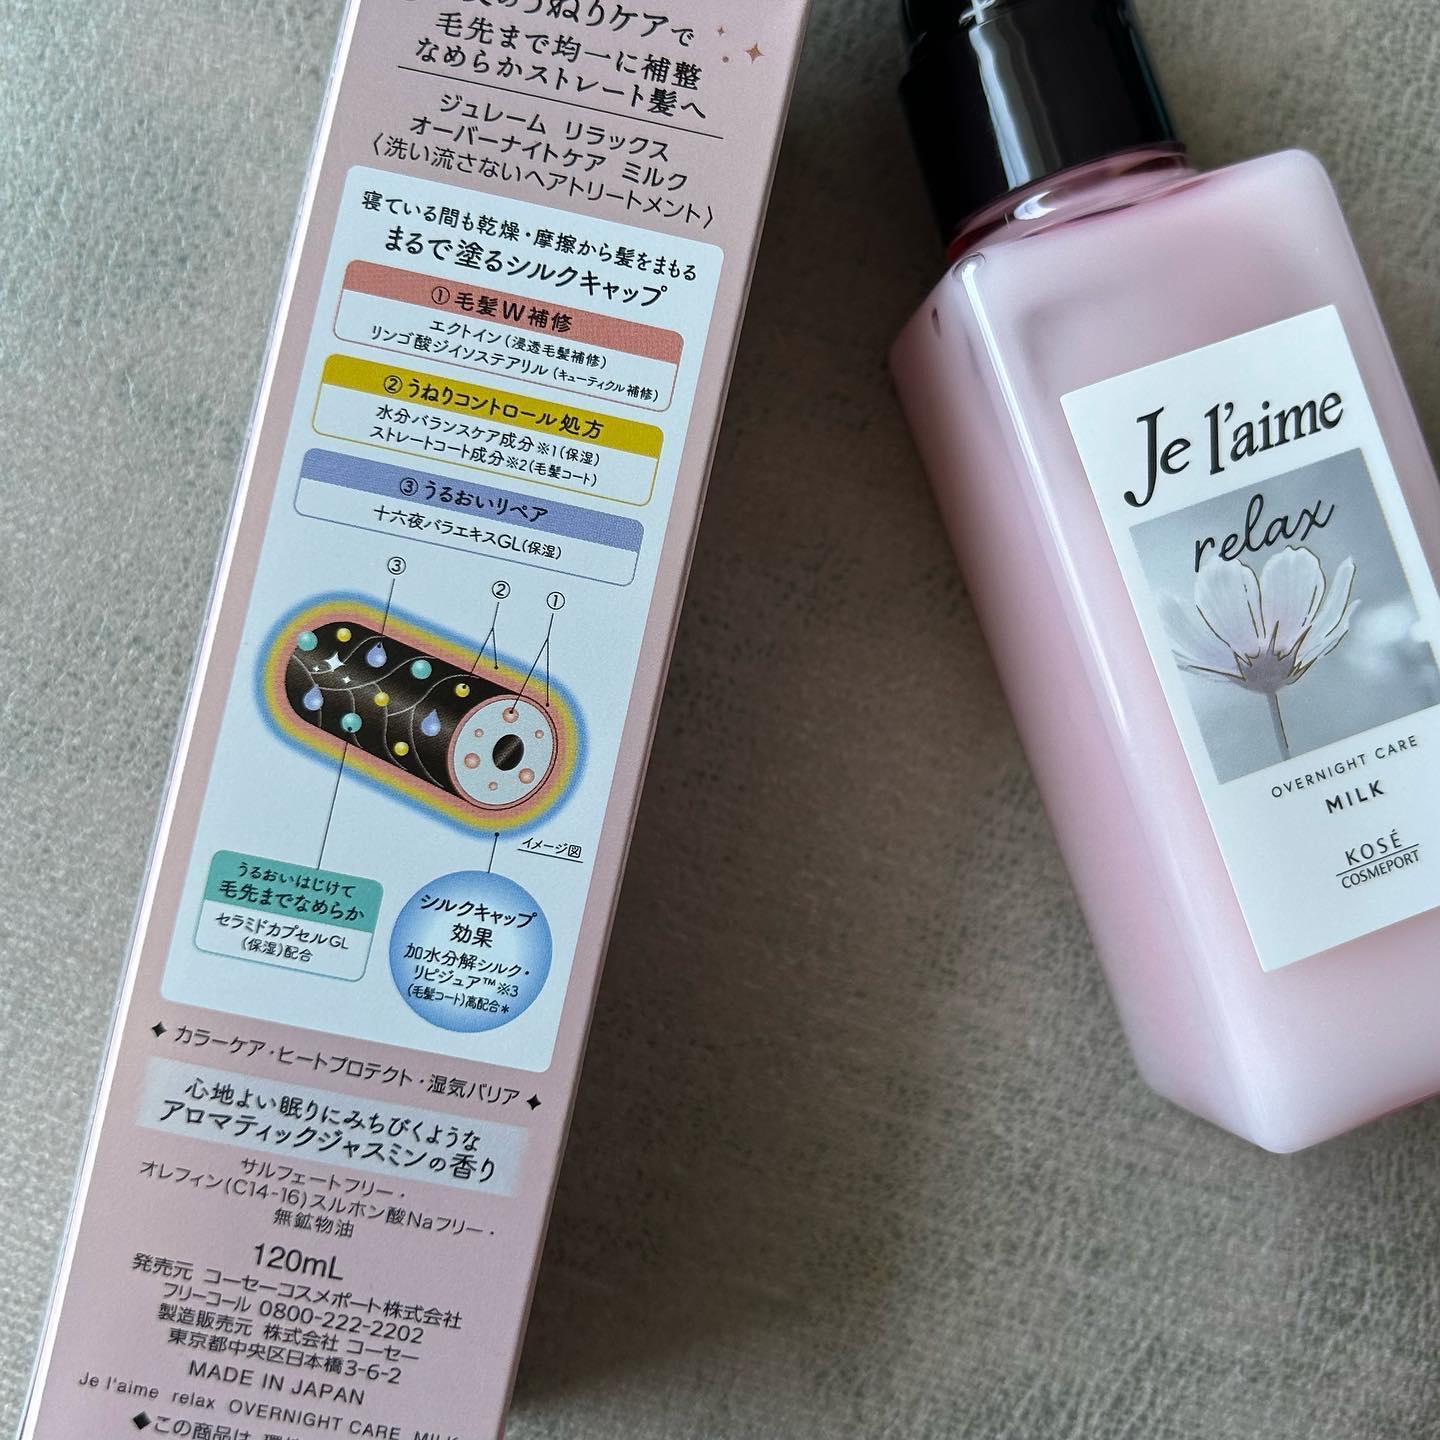 のうねりケアで
毛先まで均一に補整
なめらかストレート髪へ
ジュレーム リラックス
オーバーナイトケア ミルク
〈洗い流さないヘアトリートメント〉
寝ている間も乾燥・摩擦から髪をまもる
まるで塗るシルクキャップ
①毛髪W補修
エクトイン(浸透毛髪補修)
リンゴ酸ジイソステアリル(キューティクル補修)
②うねりコントロール処方
水分バランスケア成分※1(保湿)
ストレートコート成分※2(毛髪コート)
③うるおいリペア
十六夜バラエキスGL(保湿)
③ ② ①
イメージ図
うるおいはじけて
毛先までなめらか
セラミドカプセルGL
(保湿)配合
シルクキャップ
効果
加水分解シルク・
リピジュア™※3
(毛髪コート)高配合*
✦ カラーケア・ヒートプロテクト・湿気バリア ✦
心地よい眠りにみちびくような
アロマティックジャスミンの香り
サルフェートフリー・
オレフィン(C14-16)スルホン酸Naフリー・
無鉱物油
120mL
発売元 コーセーコスメポート株式会社
フリーコール 0800-222-2202
製造販売元 株式会社 コーセー
東京都中央区日本橋3-6-2
MADE IN JAPAN
Je l'aime relax OVERNIGHT CARE MILK
◆この商品は
Je l'aime
relax
OVERNIGHT CARE
MILK
KOSÉ
COSMEPORT